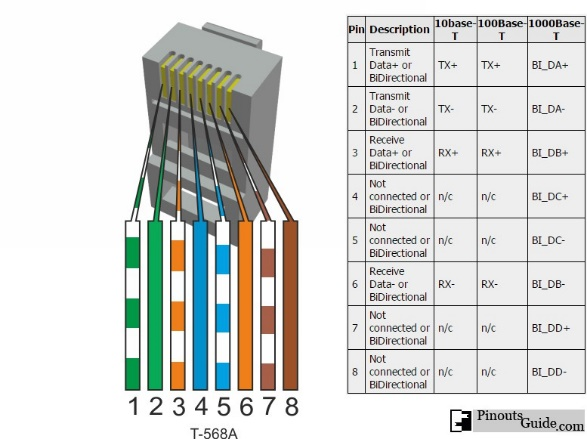 Pin Description 10base-T 100Base-T 1000Base-T
1 Transmit Data+ or BiDirectional TX+ TX+ BI_DA+
2 Transmit Data- or BiDirectional TX- TX- BI_DA-
3 Receive Data+ or BiDirectional RX+ RX+ BI_DB+
4 Not connected or BiDirectional n/c n/c BI_DC+
5 Not connected or BiDirectional n/c n/c BI_DC-
6 Receive Data- or BiDirectional RX- RX- BI_DB-
7 Not connected or BiDirectional n/c n/c BI_DD+
8 Not connected or BiDirectional n/c n/c BI_DD-
1 2 3 4 5 6 7 8
T-568A
Pinouts
Guide.com